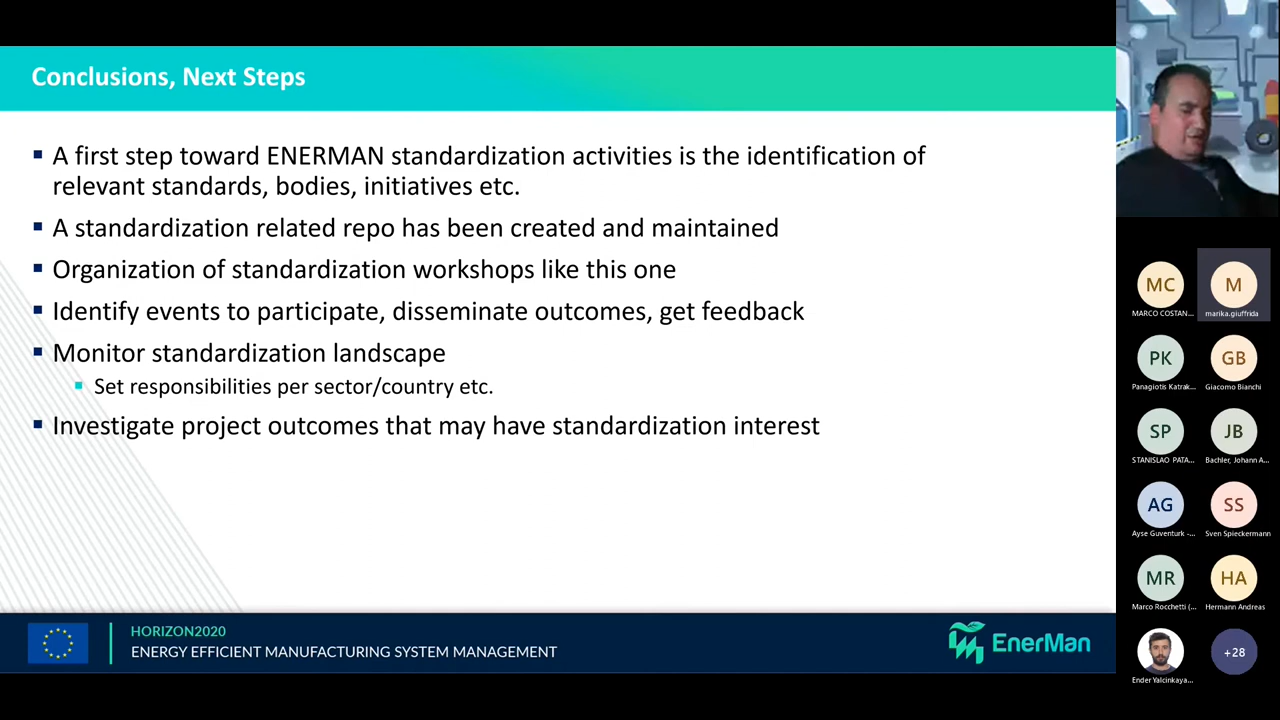 Conclusions, Next Steps
A first step toward ENERMAN standardization activities is the identification of
relevant standards, bodies, initiatives etc.
A standardization related repo has been created and maintained
Organization of standardization workshops like this one
Identify events to participate, disseminate outcomes, get feedback
Monitor standardization landscape
Set responsibilities per sector/country etc.
Investigate project outcomes that may have standardization interest
HORIZON2020
ENERGY EFFICIENT MANUFACTURING SYSTEM MANAGEMENT
EnerMan
MC
MARCO COSTAN...
M
marika.giuffrida
PK
Panagiotis Katrak...
GB
Giacomo Bianchi
SP
STANISLAO PATA...
JB
Bachler, Johann A...
AG
Ayse Guventurk -...
SS
Sven Spieckermann
MR
Marco Rocchetti (...
HA
Hermann Andreas
Ender Yalcinkaya...
+28